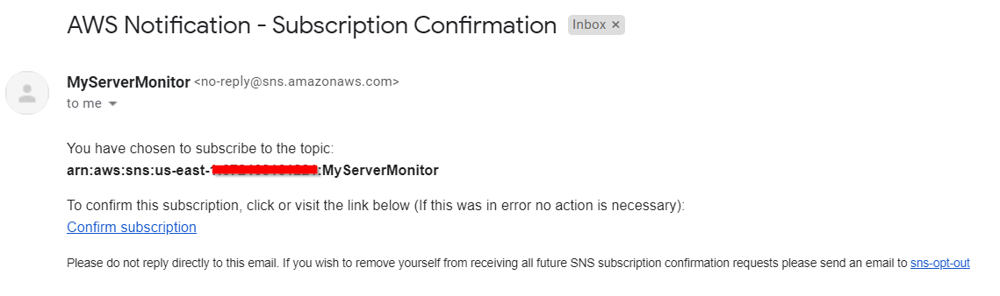 AWS Notification - Subscription Confirmation Inbox ×
MyServerMonitor <no-reply@sns.amazonaws.com>
to me
You have chosen to subscribe to the topic:
arn:aws:sns:us-east- :MyServerMonitor
To confirm this subscription, click or visit the link below (If this was in error no action is necessary):
Confirm subscription
Please do not reply directly to this email. If you wish to remove yourself from receiving all future SNS subscription confirmation requests please send an email to sns-opt-out